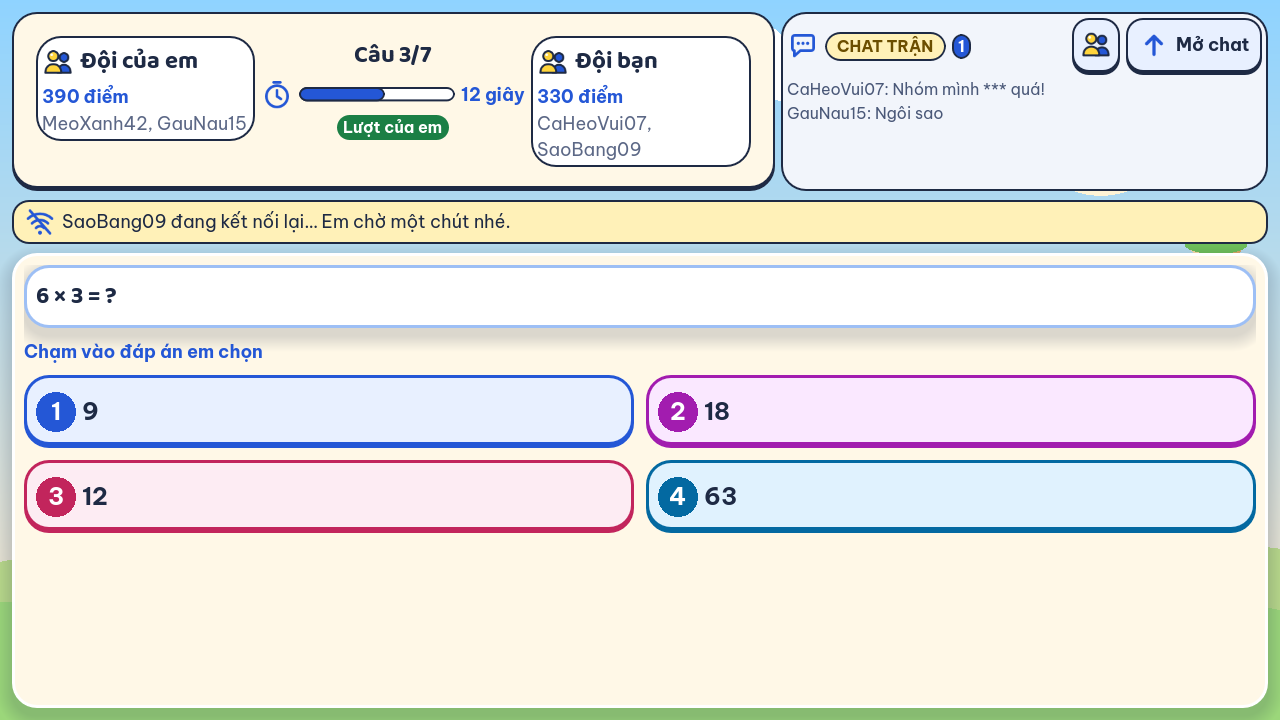 Đội của em
390 điểm
MeoXanh42, GauNau15
Câu 3/7
12 giây
Lượt của em
Đội bạn
330 điểm
CaHeoVui07,
SaoBang09
CHAT TRẬN
1
Mở chat
CaHeoVui07: Nhóm mình *** quá!
GauNau15: Ngôi sao
SaoBang09 đang kết nối lại... Em chờ một chút nhé.
6 × 3 = ?
Chạm vào đáp án em chọn
1 9
2 18
3 12
4 63